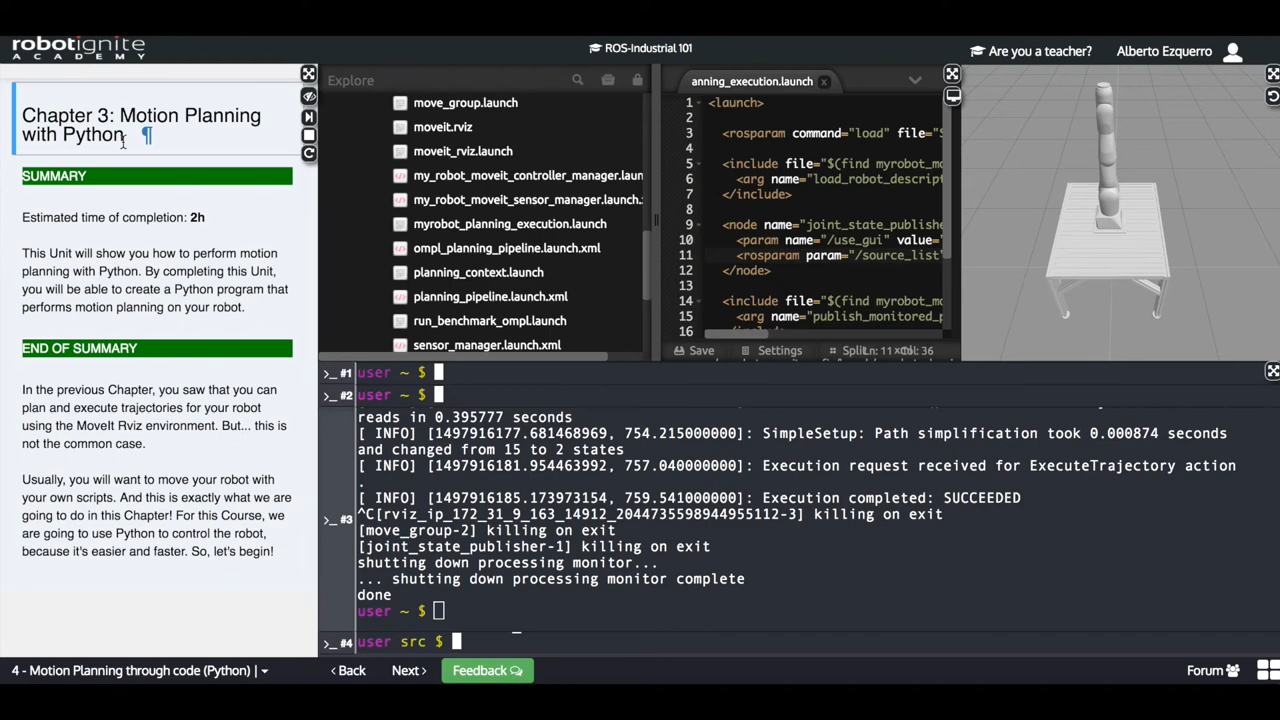 robotignite
ACADEMY
ROS-Industrial 101
Are you a teacher?
Alberto Ezquerro
Chapter 3: Motion Planning
with Python ¶
SUMMARY
Estimated time of completion: 2h
This Unit will show you how to perform motion
planning with Python. By completing this Unit,
you will be able to create a Python program that
performs motion planning on your robot.
END OF SUMMARY
In the previous Chapter, you saw that you can
plan and execute trajectories for your robot
using the MoveIt Rviz environment. But... this is
not the common case.
Usually, you will want to move your robot with
your own scripts. And this is exactly what we are
going to do in this Chapter! For this Course, we
are going to use Python to control the robot,
because it's easier and faster. So, let's begin!
Explore
move_group.launch
moveit.rviz
moveit_rviz.launch
my_robot_moveit_controller_manager.laun
my_robot_moveit_sensor_manager.launch.
myrobot_planning_execution.launch
ompl_planning_pipeline.launch.xml
planning_context.launch
planning_pipeline.launch.xml
run_benchmark_ompl.launch
sensor_manager.launch.xml
anning_execution.launch
1 <launch>
2
3 <rosparam command="load" file="
4
5 <include file="$(find myrobot_mo
6 <arg name="load_robot_descript
7 </include>
8
9 <node name="joint_state_publishe
10 <param name="/use_gui" value=
11 <rosparam param="/source_list"
12 </node>
13
14 <include file="$(find myrobot_mo
15 <arg name="publish_monitored_p
16
Save
Settings
Split
Ln: 11
Col: 36
>_ #1 user ~ $
>_ #2 user ~ $
reads in 0.395777 seconds
[ INFO] [1497916177.681468969, 754.215000000]: SimpleSetup: Path simplification took 0.000874 seconds
and changed from 15 to 2 states
[ INFO] [1497916181.954463992, 757.040000000]: Execution request received for ExecuteTrajectory action
.
[ INFO] [1497916185.173973154, 759.541000000]: Execution completed: SUCCEEDED
>_ #3
^C[rviz_ip_172_31_9_163_14912_2044735598944955112-3] killing on exit
[move_group-2] killing on exit
[joint_state_publisher-1] killing on exit
shutting down processing monitor...
... shutting down processing monitor complete
done
user ~ $
>_ #4 user src $
4 - Motion Planning through code (Python) |
Back
Next
Feedback
Forum